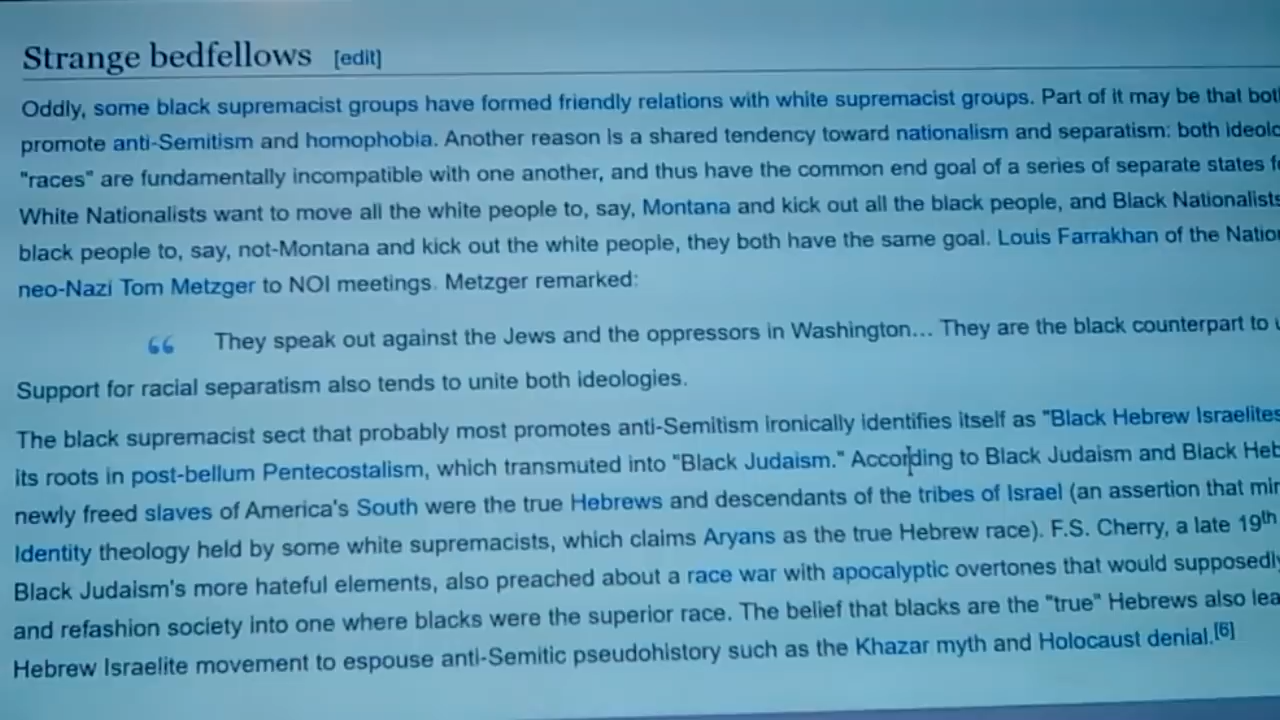 Strange bedfellows [edit]
Oddly, some black supremacist groups have formed friendly relations with white supremacist groups. Part of it may be that
promote anti-Semitism and homophobia. Another reason is a shared tendency toward nationalism and separatism: both
"races" are fundamentally incompatible with one another, and thus have the common end goal of a series of separate states
White Nationalists want to move all the white people to, say, Montana and kick out all the black people, and Black Nationalists
black people to, say, not-Montana and kick out the white people, they both have the same goal. Louis Farrakhan of the
neo-Nazi Tom Metzger to NOI meetings. Metzger remarked:
“ They speak out against the Jews and the oppressors in Washington... They are the black counterpart to
Support for racial separatism also tends to unite both ideologies.
The black supremacist sect that probably most promotes anti-Semitism ironically identifies itself as "Black Hebrew Israelites
its roots in post-bellum Pentecostalism, which transmuted into "Black Judaism." According to Black Judaism and Black
newly freed slaves of America's South were the true Hebrews and descendants of the tribes of Israel (an assertion that
Identity theology held by some white supremacists, which claims Aryans as the true Hebrew race). F.S. Cherry, a late 19th
Black Judaism's more hateful elements, also preached about a race war with apocalyptic overtones that would supposedly
and refashion society into one where blacks were the superior race. The belief that blacks are the "true" Hebrews also
Hebrew Israelite movement to espouse anti-Semitic pseudohistory such as the Khazar myth and Holocaust denial.[6]